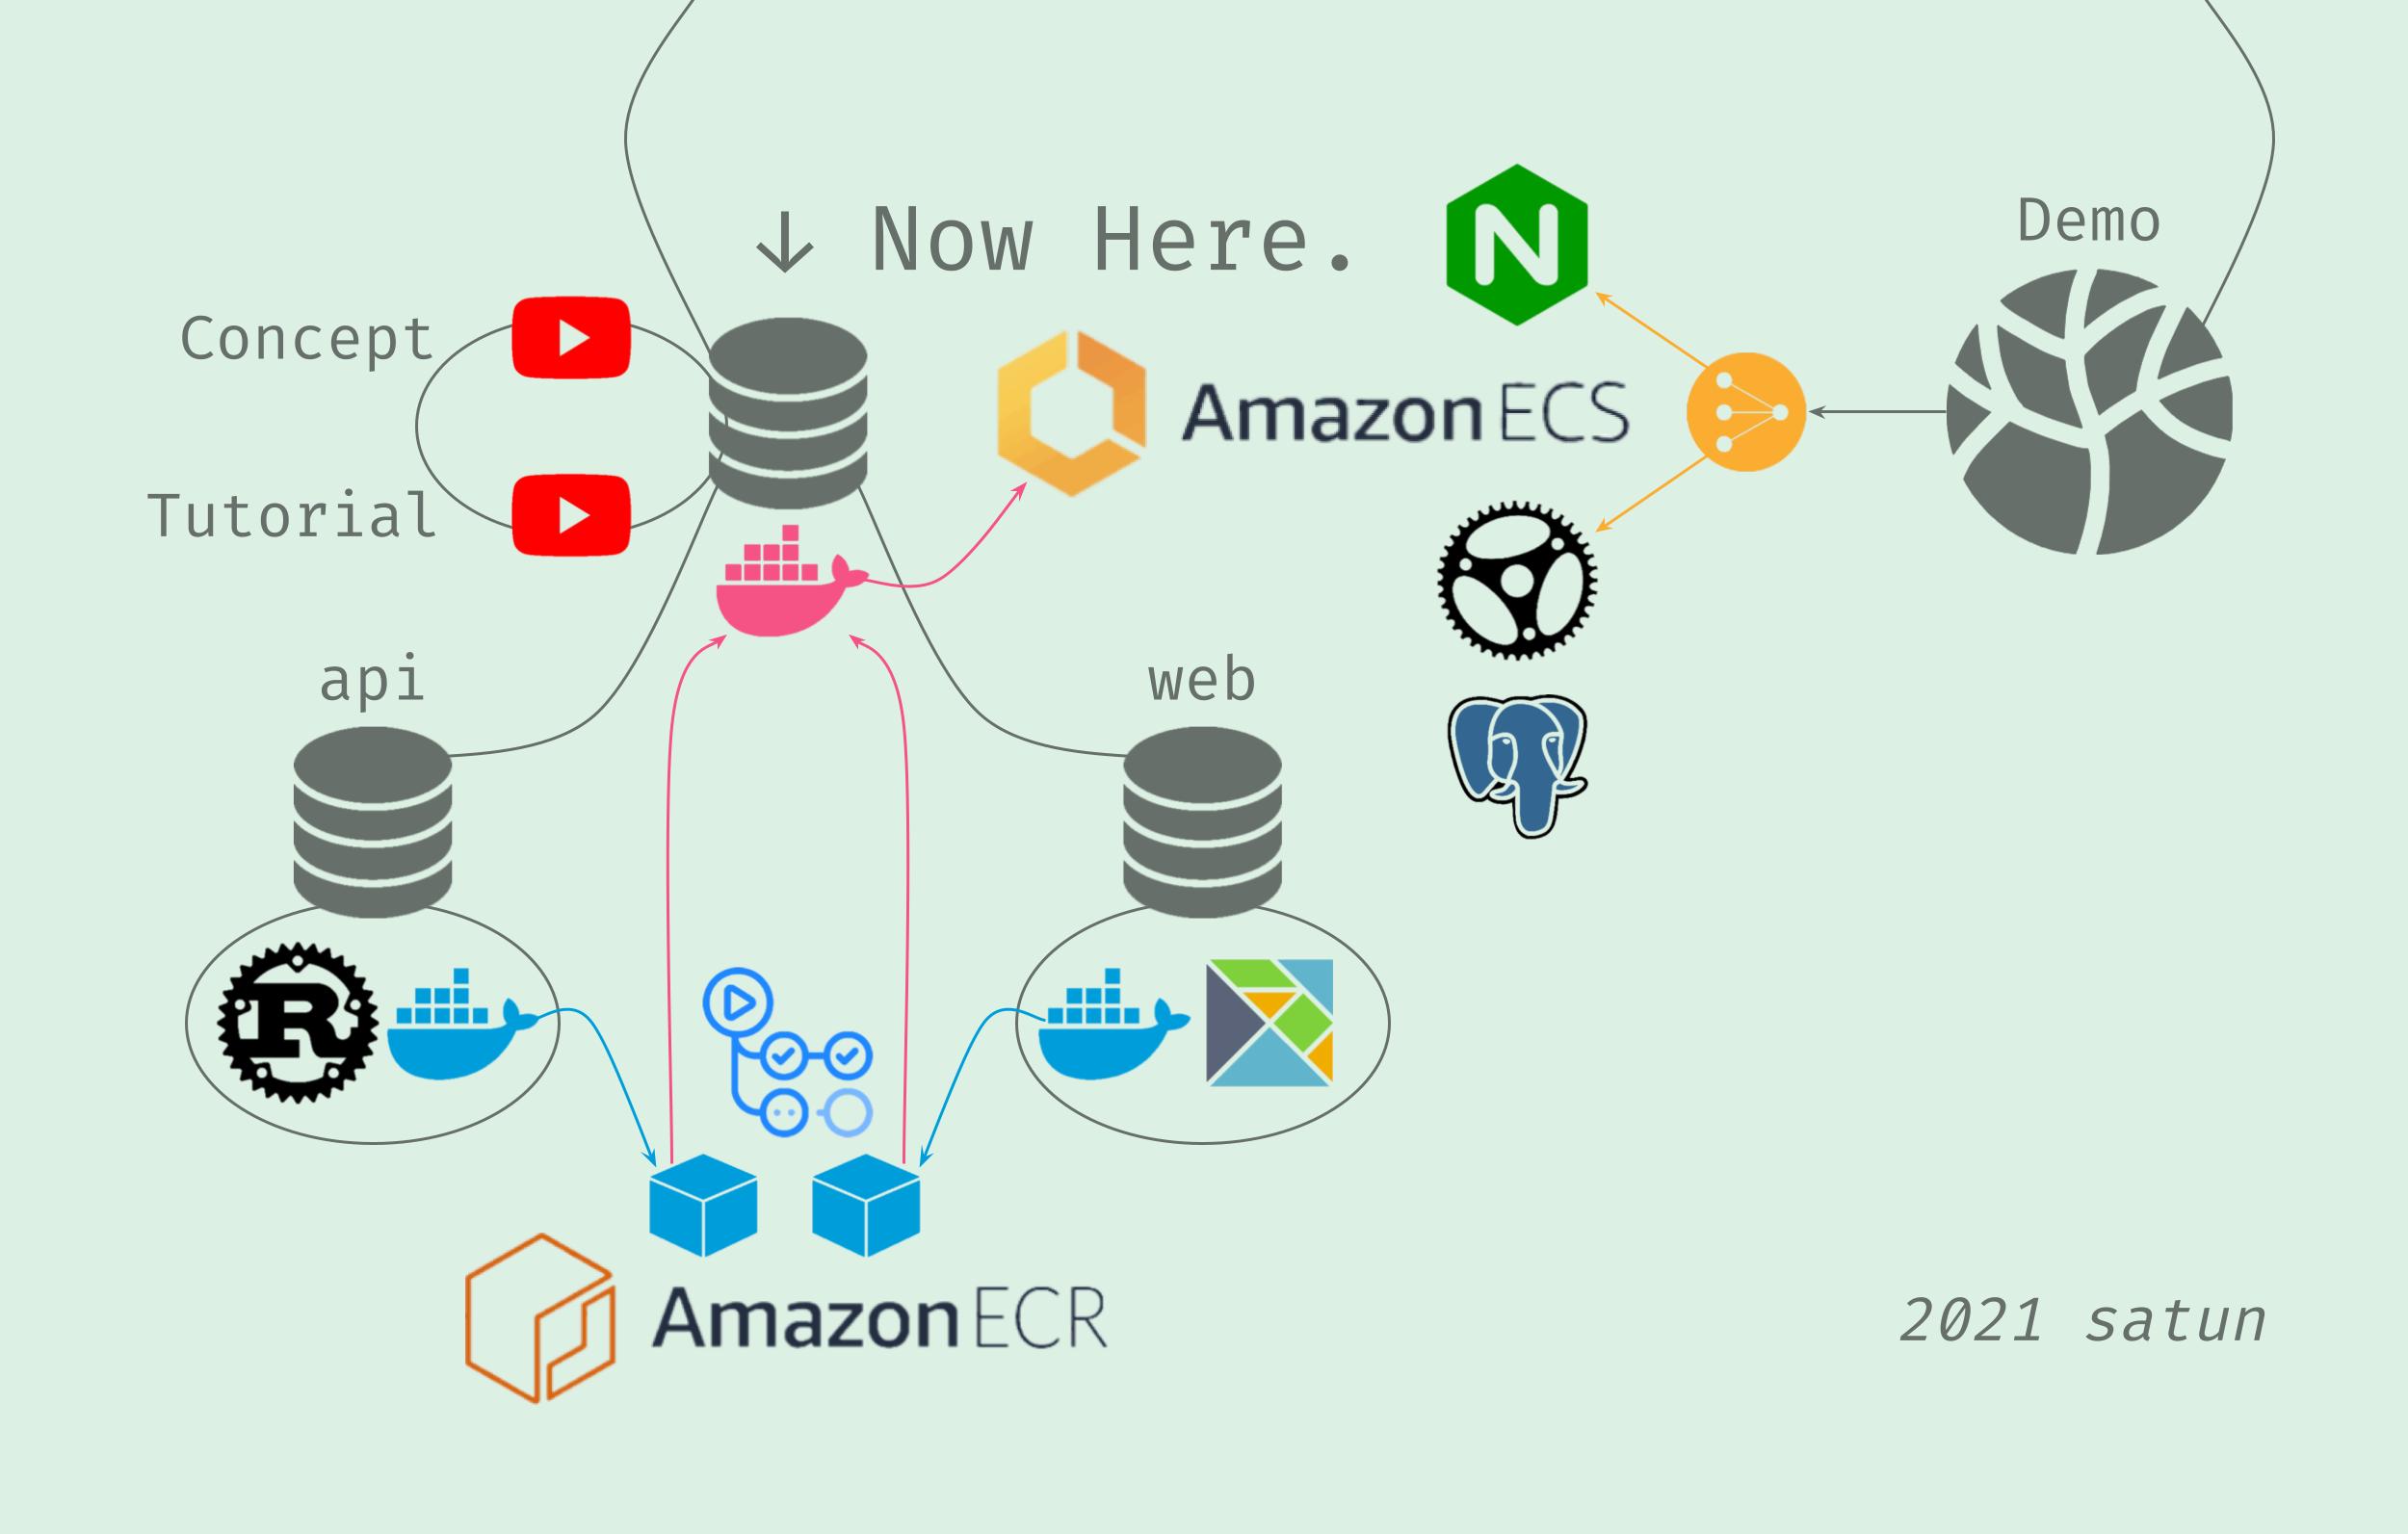 ↓ Now Here.
Demo
Concept
Amazon ECS
Tutorial
api
web
Amazon ECR
2021 satun